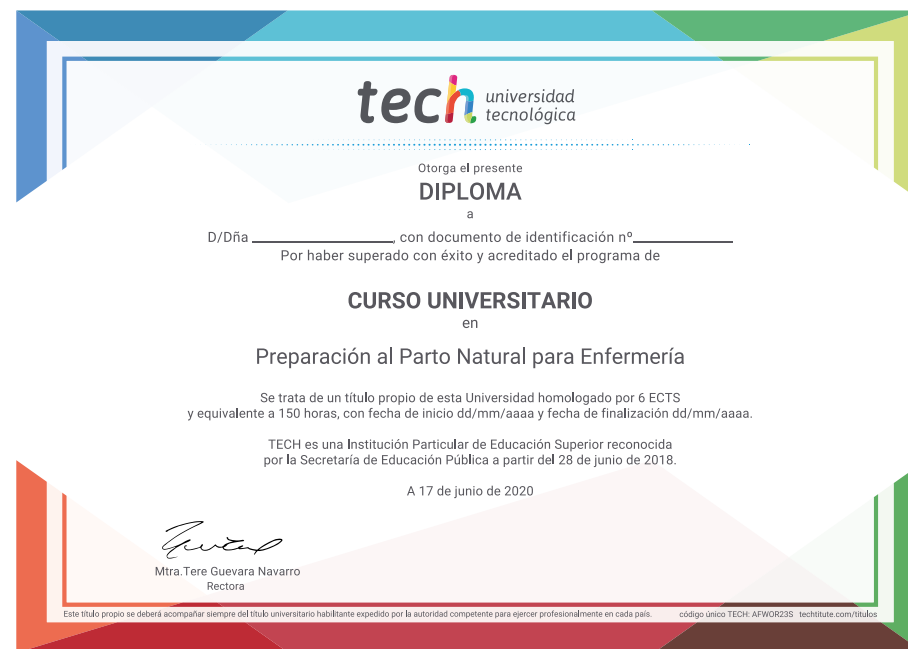 tech universidad
tecnológica
Otorga el presente
DIPLOMA
a
D/Dña ____________________, con documento de identificación nº______________
Por haber superado con éxito y acreditado el programa de
CURSO UNIVERSITARIO
en
Preparación al Parto Natural para Enfermería
Se trata de un título propio de esta Universidad homologado por 6 ECTS
y equivalente a 150 horas, con fecha de inicio dd/mm/aaaa y fecha de finalización dd/mm/aaaa.
TECH es una Institución Particular de Educación Superior reconocida
por la Secretaría de Educación Pública a partir del 28 de junio de 2018.
A 17 de junio de 2020
Mtra.Tere Guevara Navarro
Rectora
Este título propio se deberá acompañar siempre del título universitario habilitante expedido por la autoridad competente para ejercer profesionalmente en cada país. código único TECH: AFWOR23S techtitute.com/titulos